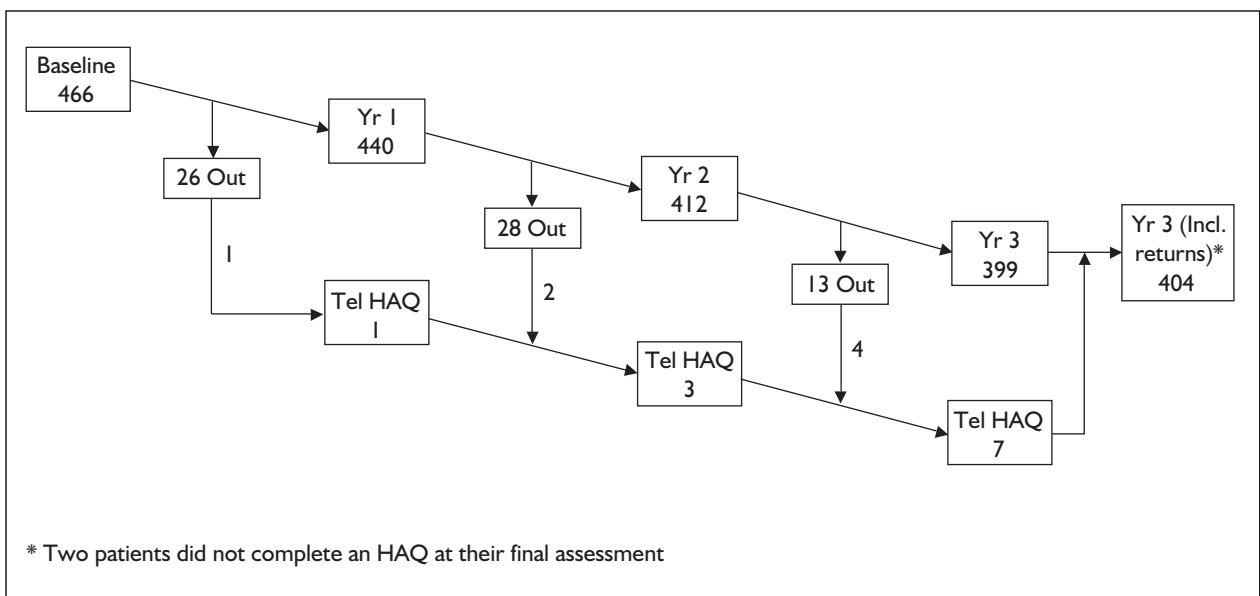 Baseline
466
Yr 1
440
26 Out
1
Tel HAQ
1
Yr 2
412
28 Out
2
Tel HAQ
3
Yr 3
399
13 Out
4
Tel HAQ
7
Yr 3 (Incl.
returns)*
404
* Two patients did not complete an HAQ at their final assessment